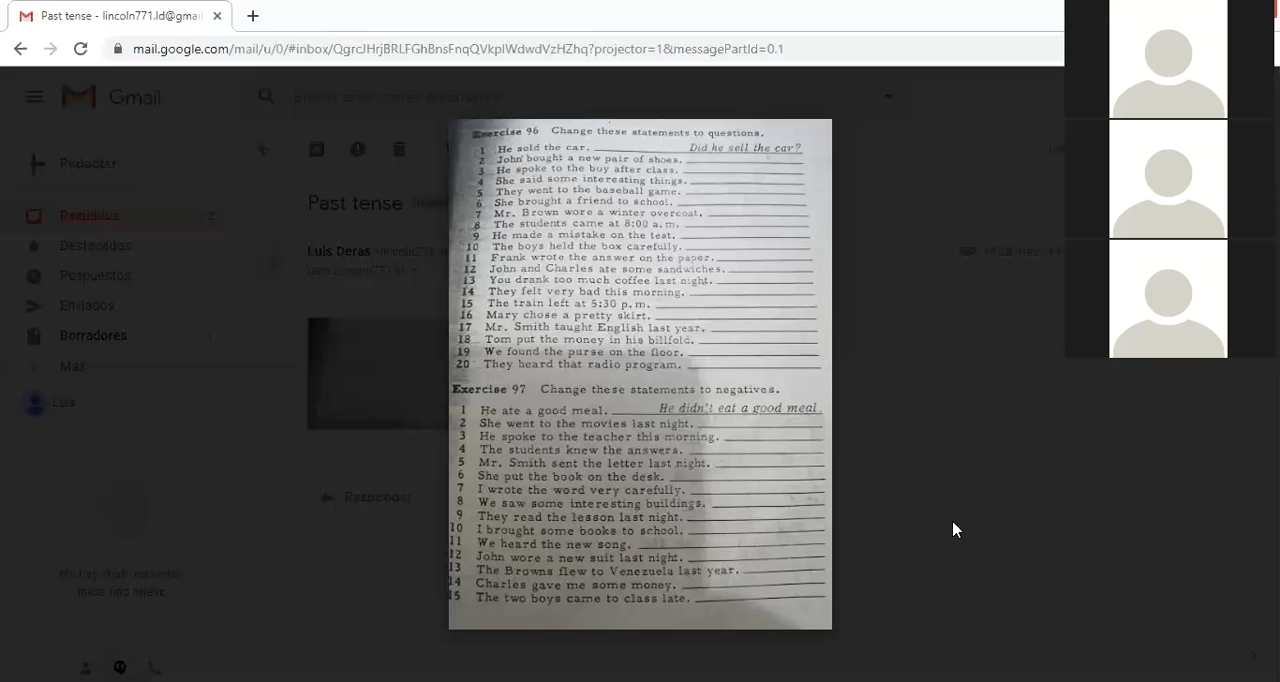 Past tense - lincoln771.ld@gmai
mail.google.com/mail/u/0/#inbox/QgrcJHrjBRLFGhBnsFnqQVkpIWdwdVzHZhq?projector=1&messagePartId=0.1
Gmail
Redactar
Recibidos 2
Destacados
Pospuestos
Enviados
Borradores
Más
Luis
Past tense
Luis Deras
Responder
Exercise 96 Change these statements to questions.
1 He sold the car. Did he sell the car?
2 John bought a new pair of shoes.
3 He spoke to the boy after class.
4 She said some interesting things.
5 They went to the baseball game.
6 She brought a friend to school.
7 Mr. Brown wore a winter overcoat.
8 The students came at 8:00 a.m.
9 He made a mistake on the test.
10 The boys held the box carefully.
11 Frank wrote the answer on the paper.
12 John and Charles ate some sandwiches.
13 You drank too much coffee last night.
14 They felt very bad this morning.
15 The train left at 5:30 p.m.
16 Mary chose a pretty skirt.
17 Mr. Smith taught English last year.
18 Tom put the money in his billfold.
19 We found the purse on the floor.
20 They heard that radio program.
Exercise 97 Change these statements to negatives.
1 He ate a good meal. He didn't eat a good meal.
2 She went to the movies last night.
3 He spoke to the teacher this morning.
4 The students knew the answers.
5 Mr. Smith sent the letter last night.
6 She put the book on the desk.
7 I wrote the word very carefully.
8 We saw some interesting buildings.
9 They read the lesson last night.
10 I brought some books to school.
11 We heard the new song.
12 John wore a new suit last night.
13 The Browns flew to Venezuela last year.
14 Charles gave me some money.
15 The two boys came to class late.